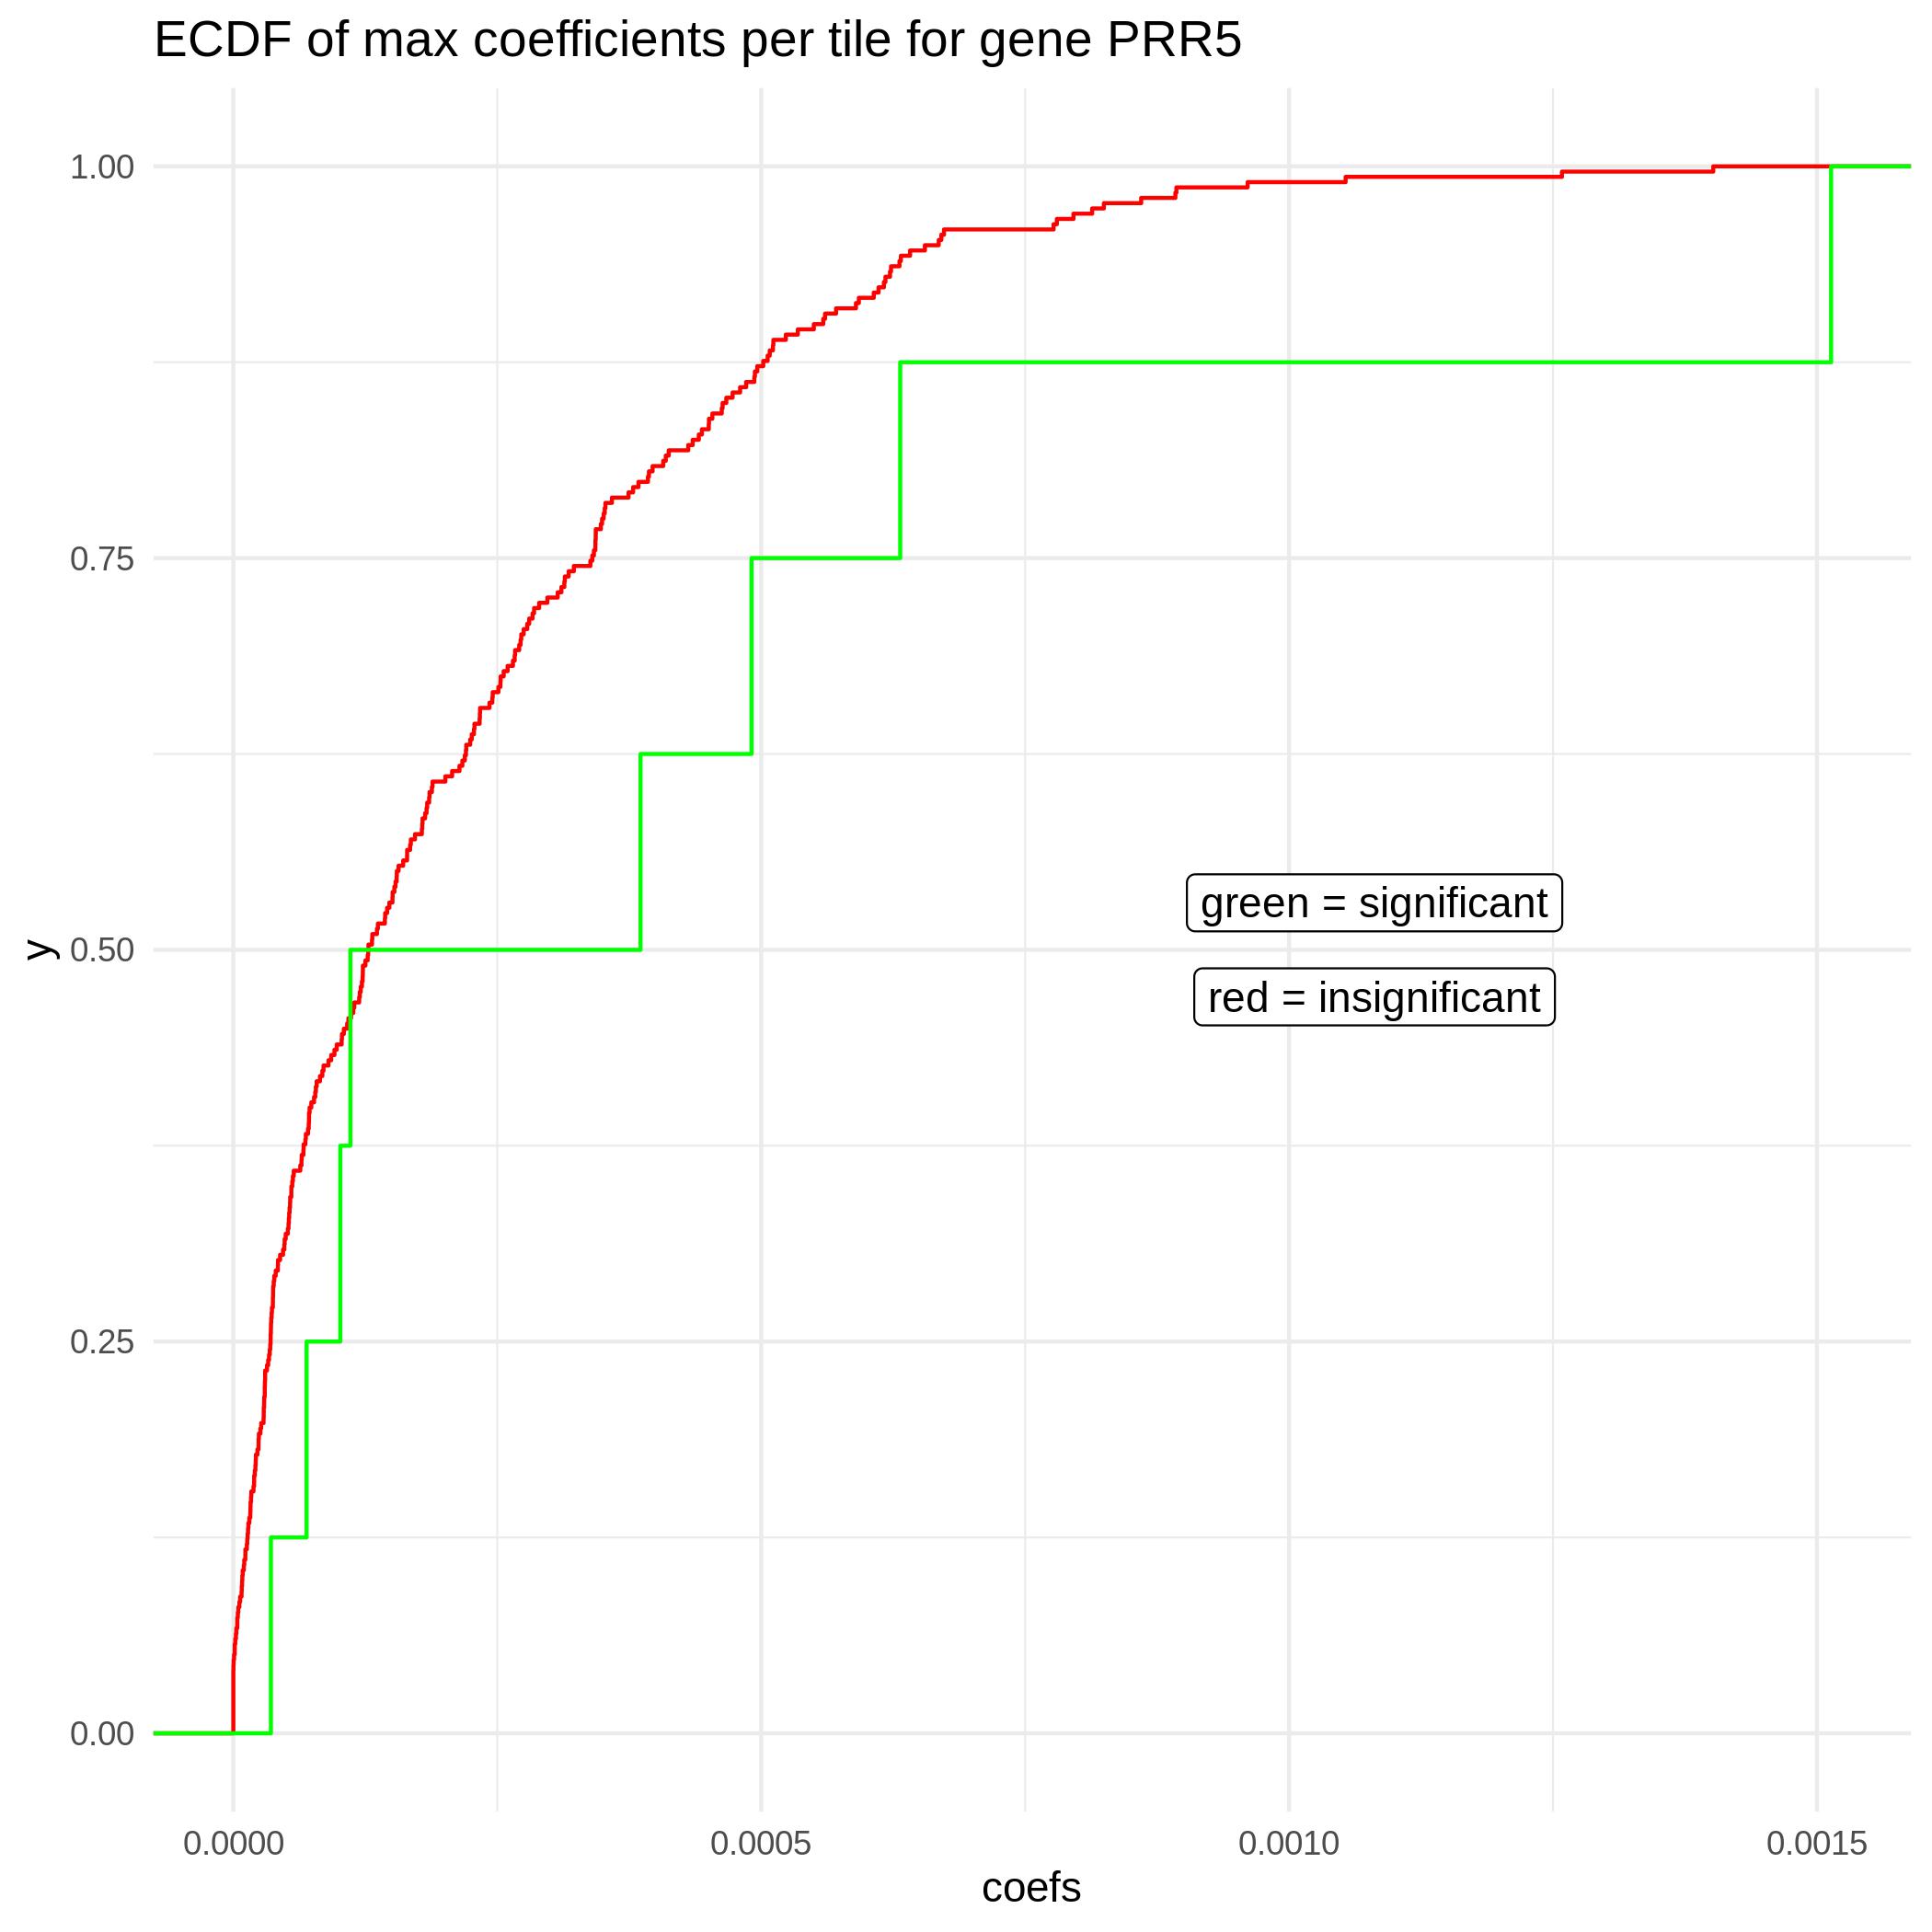 ECDF of max coefficients per tile for gene PRR5
1.00
0.75
0.50
0.25
0.00
y
green = significant
red = insignificant
0.0000
0.0005
0.0010
0.0015
coefs